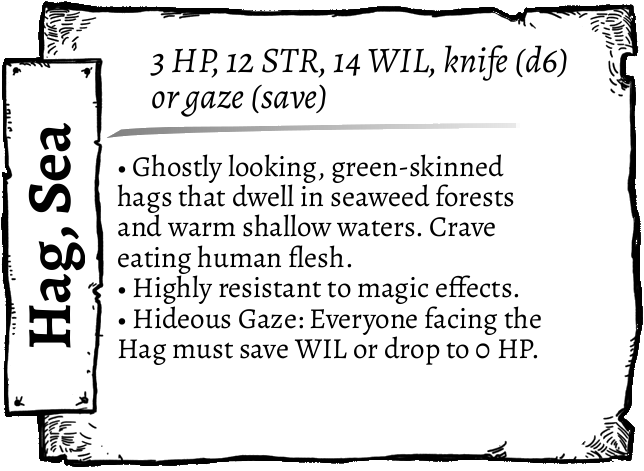 Hag, Sea
3 HP, 12 STR, 14 WIL, knife (d6)
or gaze (save)
• Ghostly looking, green-skinned
hags that dwell in seaweed forests
and warm shallow waters. Crave
eating human flesh.
• Highly resistant to magic effects.
• Hideous Gaze: Everyone facing the
Hag must save WIL or drop to 0 HP.